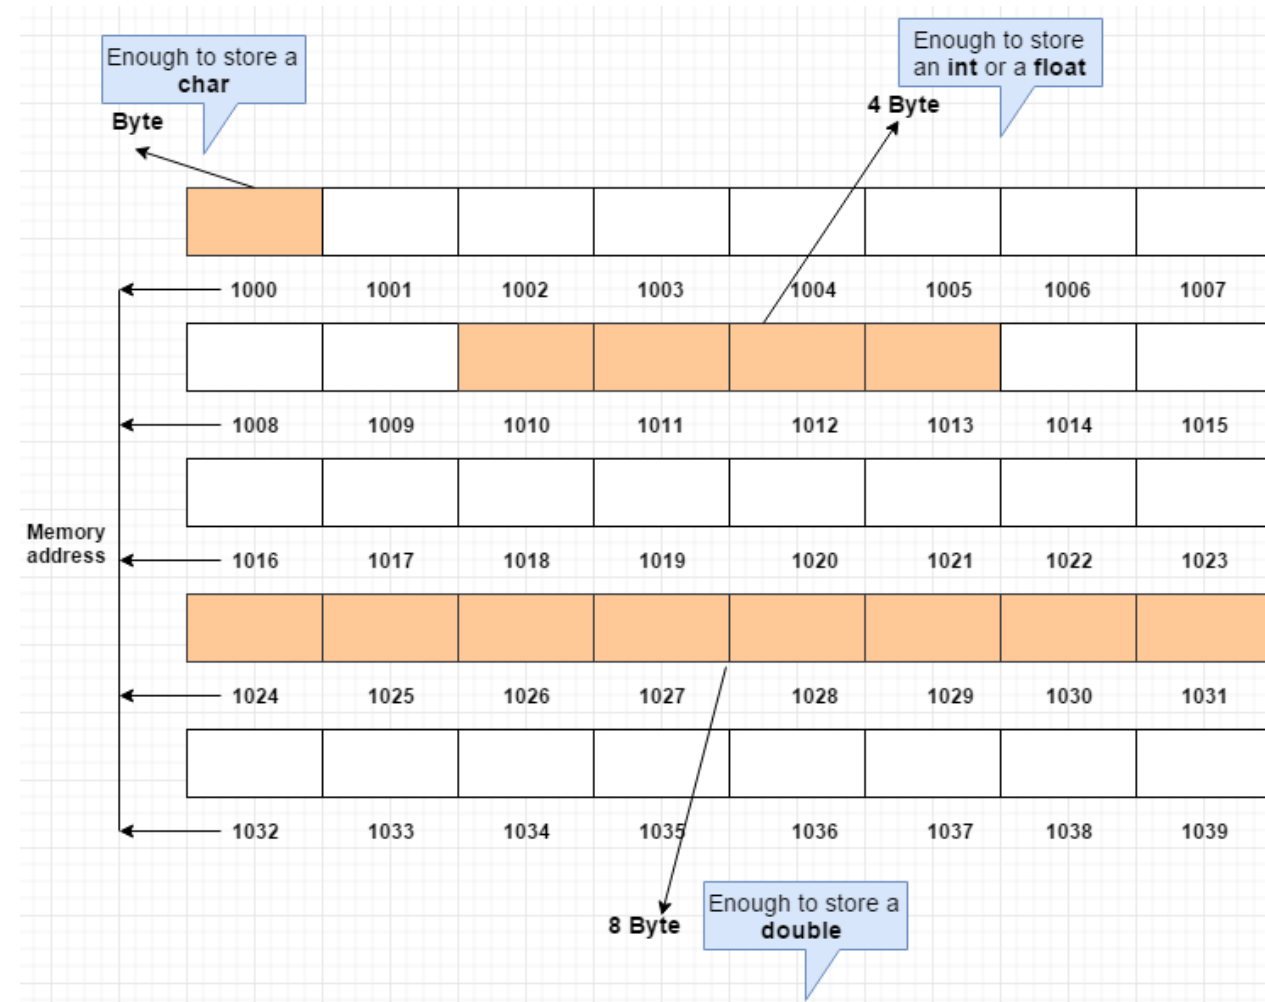 Enough to store a
char
Enough to store
an int or a float
Byte
4 Byte
1000 1001 1002 1003 1004 1005 1006 1007
1008 1009 1010 1011 1012 1013 1014 1015
Memory
address
1016 1017 1018 1019 1020 1021 1022 1023
1024 1025 1026 1027 1028 1029 1030 1031
1032 1033 1034 1035 1036 1037 1038 1039
8 Byte
Enough to store a
double